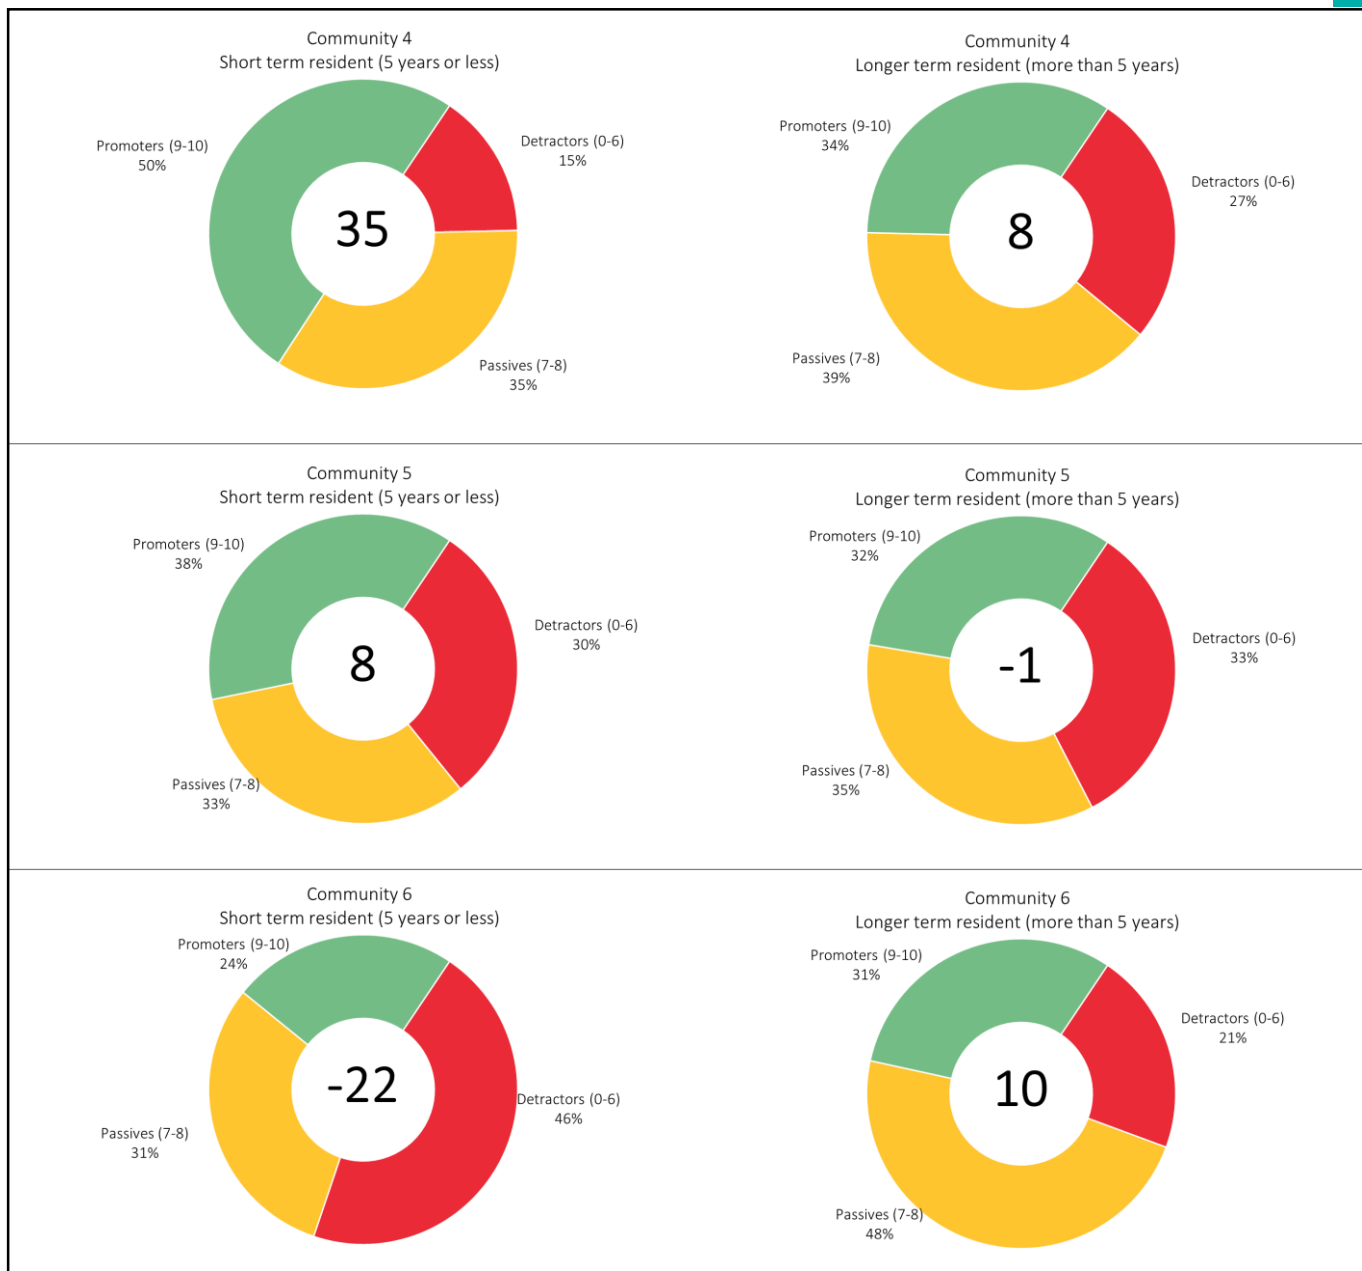 Community 4
Short term resident (5 years or less)
Promoters (9-10)
50%
Detractors (0-6)
15%
35
Passives (7-8)
35%
Community 4
Longer term resident (more than 5 years)
Promoters (9-10)
34%
Detractors (0-6)
27%
8
Passives (7-8)
39%
Community 5
Short term resident (5 years or less)
Promoters (9-10)
38%
Detractors (0-6)
30%
8
Passives (7-8)
33%
Community 5
Longer term resident (more than 5 years)
Promoters (9-10)
32%
Detractors (0-6)
33%
-1
Passives (7-8)
35%
Community 6
Short term resident (5 years or less)
Promoters (9-10)
24%
-22
Detractors (0-6)
46%
Passives (7-8)
31%
Community 6
Longer term resident (more than 5 years)
Promoters (9-10)
31%
Detractors (0-6)
21%
10
Passives (7-8)
48%